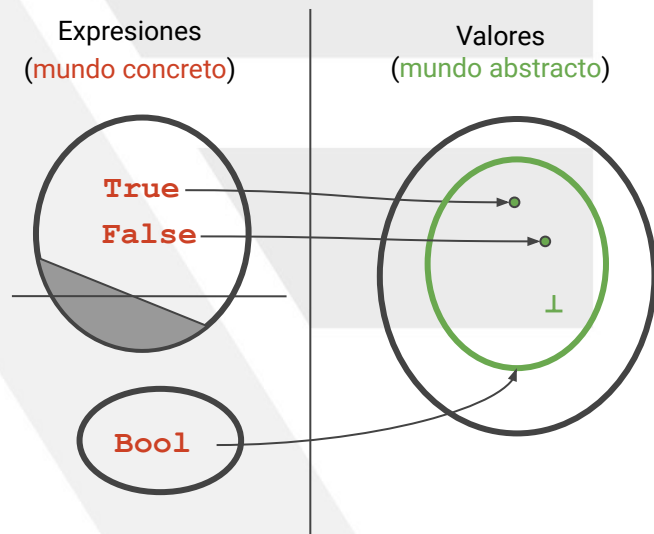 Expresiones
(mundo concreto)
Valores
(mundo abstracto)
True
False
⊥
Bool